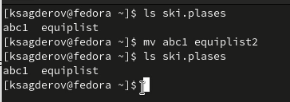 [ksagderov@fedora ~]$ ls ski.plases
abc1  equiplist
[ksagderov@fedora ~]$ mv abc1 equiplist2
[ksagderov@fedora ~]$ ls ski.plases
abc1  equiplist
[ksagderov@fedora ~]$